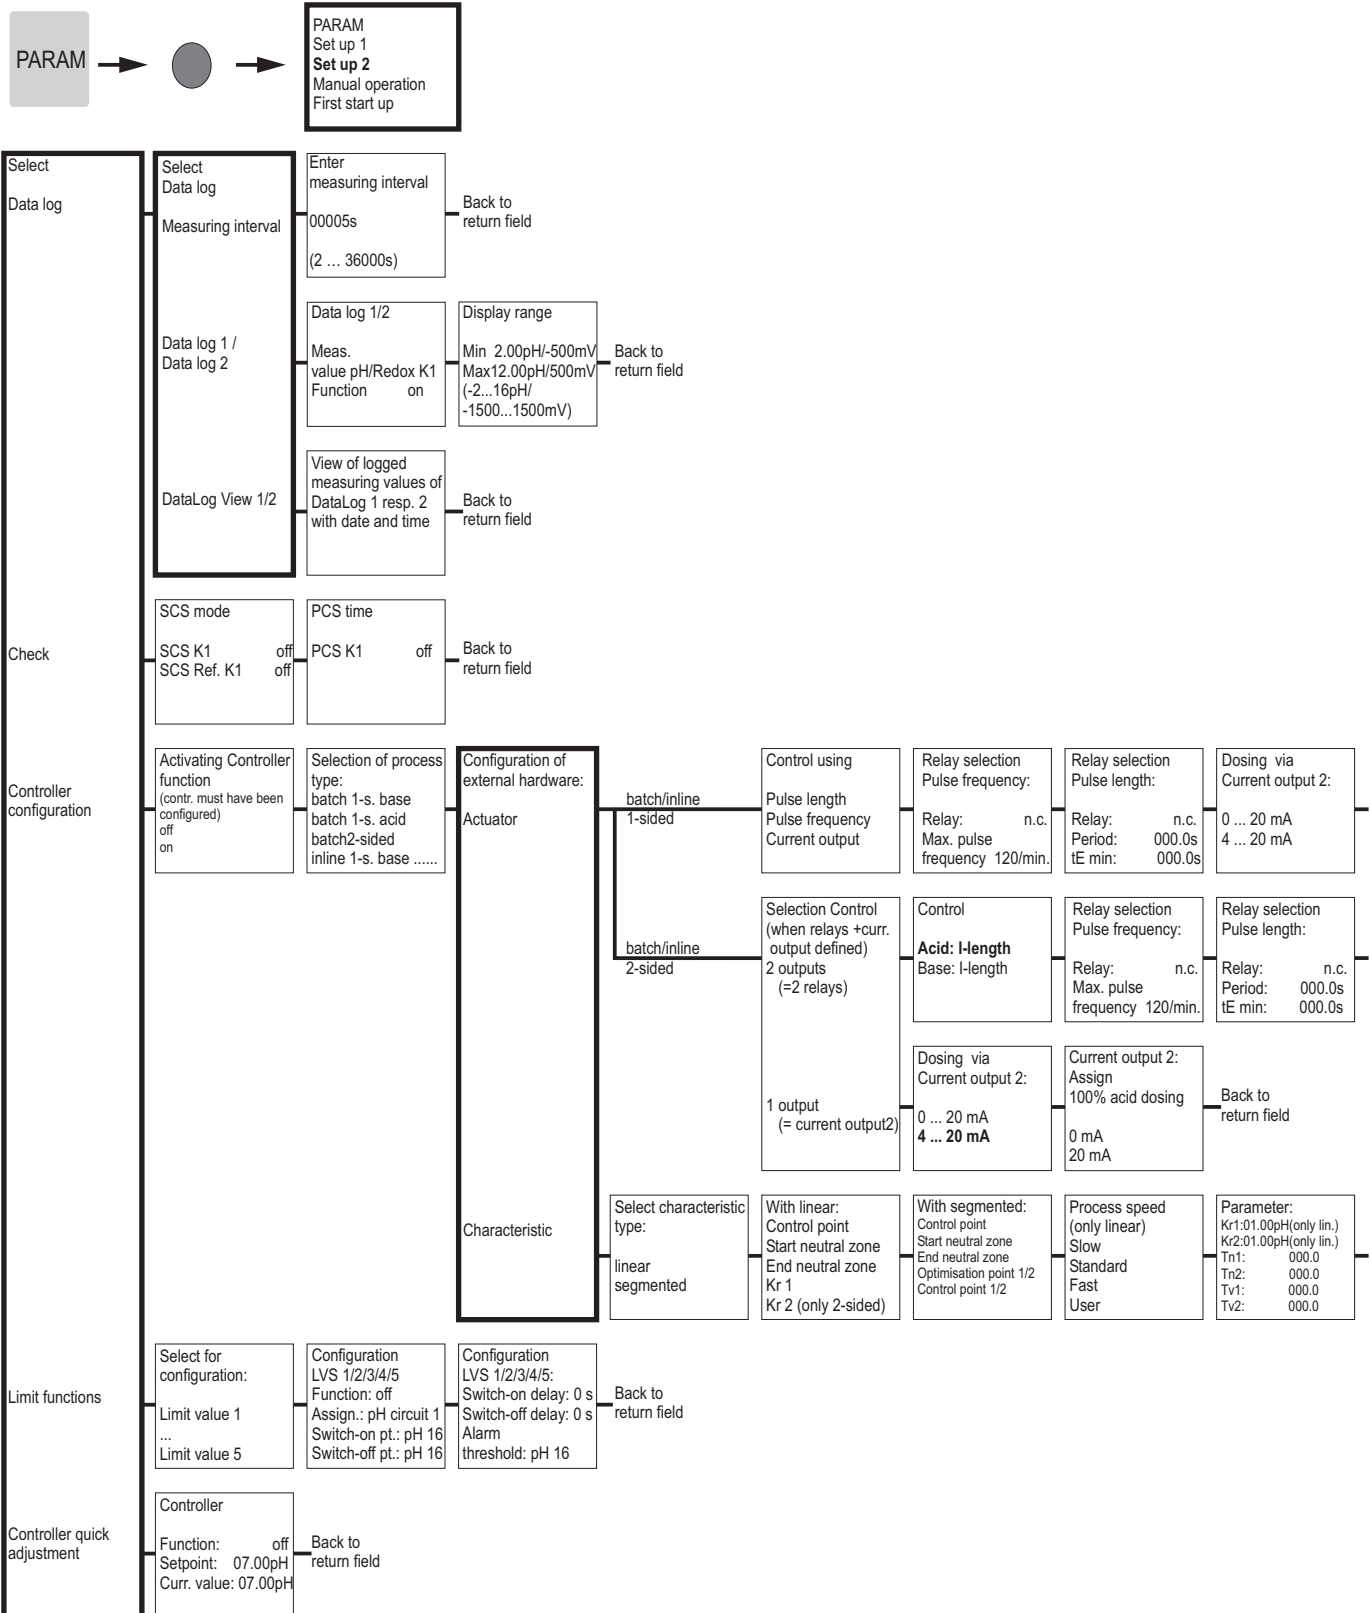 PARAM
PARAM
Set up 1
Set up 2
Manual operation
First start up
Select
Data log
Select
Data log
Measuring interval
Enter
measuring interval
00005s
(2 … 36000s)
Back to
return field
Data log 1 /
Data log 2
Data log 1/2
Meas.
value pH/Redox K1
Function on
Display range
Min 2.00pH/-500mV
Max12.00pH/500mV
(-2...16pH/
-1500...1500mV)
Back to
return field
DataLog View 1/2
View of logged
measuring values of
DataLog 1 resp. 2
with date and time
Back to
return field
Check
SCS mode
SCS K1 off
SCS Ref. K1 off
PCS time
PCS K1 off
Back to
return field
Controller
configuration
Activating Controller
function
(contr. must have been
configured)
off
on
Selection of process
type:
batch 1-s. base
batch 1-s. acid
batch2-sided
inline 1-s. base ......
Configuration of
external hardware:
Actuator
batch/inline
1-sided
Control using
Pulse length
Pulse frequency
Current output
Relay selection
Pulse frequency:
Relay: n.c.
Max. pulse
frequency 120/min.
Relay selection
Pulse length:
Relay: n.c.
Period: 000.0s
tE min: 000.0s
Dosing via
Current output 2:
0 ... 20 mA
4 ... 20 mA
batch/inline
2-sided
Selection Control
(when relays +curr.
output defined)
2 outputs
(=2 relays)
Control
Acid: I-length
Base: I-length
Relay selection
Pulse frequency:
Relay: n.c.
Max. pulse
frequency 120/min.
Relay selection
Pulse length:
Relay: n.c.
Period: 000.0s
tE min: 000.0s
1 output
(= current output2)
Dosing via
Current output 2:
0 ... 20 mA
4 ... 20 mA
Current output 2:
Assign
100% acid dosing
0 mA
20 mA
Back to
return field
Characteristic
Select characteristic
type:
linear
segmented
With linear:
Control point
Start neutral zone
End neutral zone
Kr 1
Kr 2 (only 2-sided)
With segmented:
Control point
Start neutral zone
End neutral zone
Optimisation point 1/2
Control point 1/2
Process speed
(only linear)
Slow
Standard
Fast
User
Parameter:
Kr1:01.00pH(only lin.)
Kr2:01.00pH(only lin.)
Tn1: 000.0
Tn2: 000.0
Tv1: 000.0
Tv2: 000.0
Limit functions
Select for
configuration:
Limit value 1
...
Limit value 5
Configuration
LVS 1/2/3/4/5
Function: off
Assign.: pH circuit 1
Switch-on pt.: pH 16
Switch-off pt.: pH 16
Configuration
LVS 1/2/3/4/5:
Switch-on delay: 0 s
Switch-off delay: 0 s
Alarm
threshold: pH 16
Back to
return field
Controller quick
adjustment
Controller
Function: off
Setpoint: 07.00pH
Curr. value: 07.00pH
Back to
return field